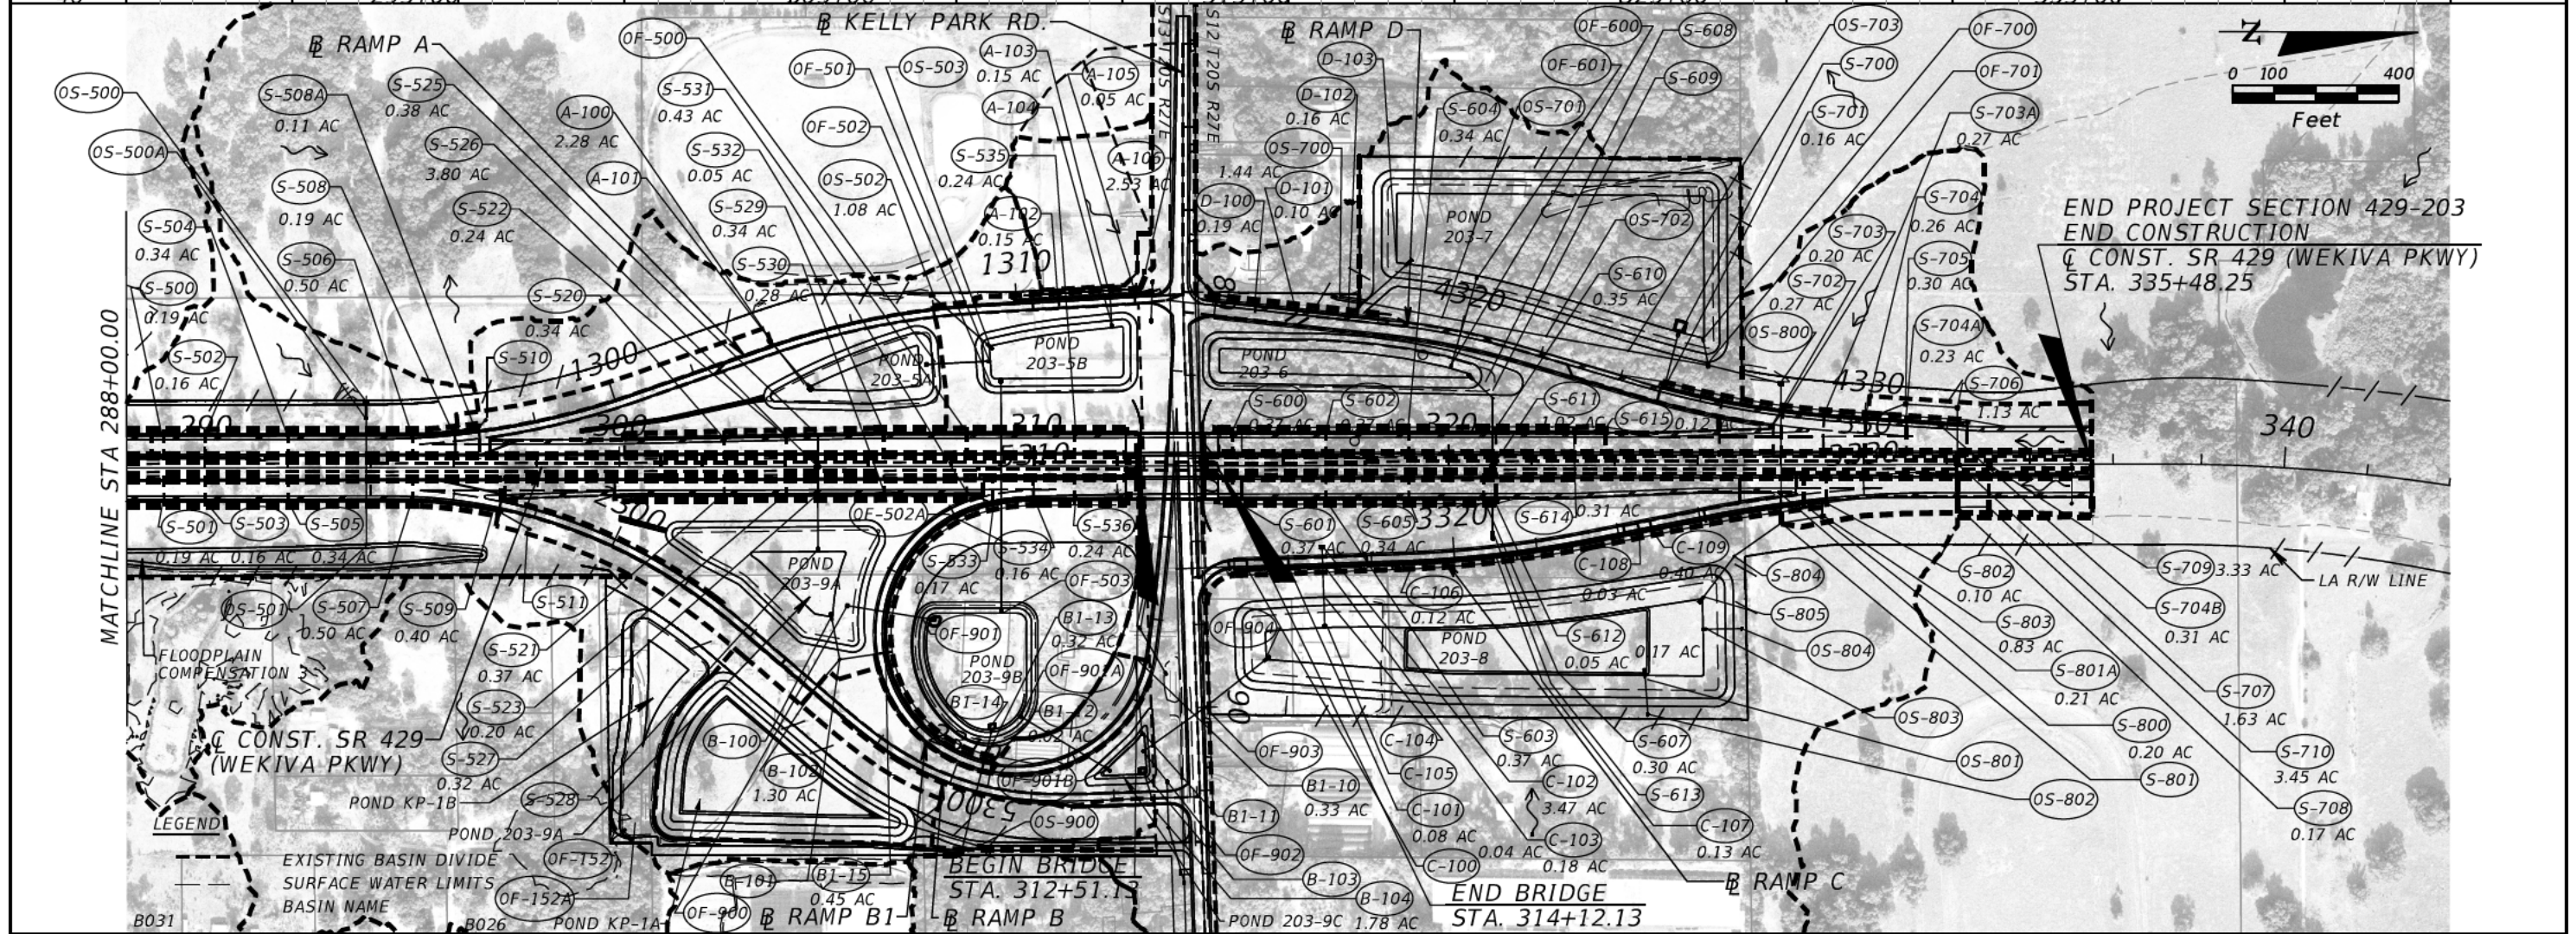 ℄ KELLY PARK RD.
℄ RAMP A
℄ RAMP D
OS-500
OS-500A
S-508A
0.11 AC
S-525
0.38 AC
S-526
3.80 AC
S-508
0.19 AC
S-522
0.24 AC
S-504
0.34 AC
S-506
0.50 AC
S-500
0.19 AC
S-502
0.16 AC
S-520
0.34 AC
S-510
A-100
2.28 AC
A-101
OF-500
S-531
0.43 AC
S-532
0.05 AC
S-529
0.34 AC
S-530
0.28 AC
OF-501
OS-503
OF-502
OS-502
1.08 AC
A-103
0.15 AC
A-104
A-105
0.05 AC
S-535
0.24 AC
A-106
2.53 AC
A-102
0.15 AC
1310
S12 T20S R27E
D-103
D-102
0.16 AC
OS-700
1.44 AC
D-101
0.10 AC
D-100
0.19 AC
S-604
0.34 AC
OS-701
OF-600
S-608
OF-601
S-609
OS-702
S-610
0.35 AC
POND
203-7
4320
OS-703
S-700
S-701
0.16 AC
OF-700
OF-701
S-703A
0.27 AC
S-704
0.26 AC
S-703
0.20 AC
S-705
0.30 AC
S-702
0.27 AC
OS-800
S-704A
0.23 AC
S-706
1.13 AC
4330
N
0 100 400
Feet
END PROJECT SECTION 429-203
END CONSTRUCTION
℄ CONST. SR 429 (WEKIVA PKWY)
STA. 335+48.25
340
MATCHLINE STA 288+00.00
1300
POND
203-5A
POND
203-5B
POND
203-6
290
300
310
5310
S-600
0.37 AC
S-602
0.37 AC
320
S-611
1.02 AC
S-615
0.12 AC
330
S-501
0.19 AC
S-503
0.16 AC
S-505
0.34 AC
OF-502A
S-536
0.24 AC
S-533
0.17 AC
S-534
0.16 AC
OF-503
B1-13
0.32 AC
OF-901
POND
203-9B
OF-901A
B1-14
B1-12
0.02 AC
OF-901B
POND
203-9A
S-601
0.37 AC
S-605
0.34 AC
3320
S-614
0.31 AC
C-109
0.40 AC
C-108
0.03 AC
C-106
0.12 AC
OF-904
POND
203-8
S-612
0.05 AC
0.17 AC
S-804
S-805
OS-804
S-802
0.10 AC
S-803
0.83 AC
S-801A
0.21 AC
S-709
3.33 AC
LA R/W LINE
S-704B
0.31 AC
S-707
1.63 AC
S-800
0.20 AC
S-801
S-710
3.45 AC
S-708
0.17 AC
OS-803
OS-801
OS-802
OS-501
S-507
0.50 AC
S-509
0.40 AC
S-511
FLOODPLAIN
COMPENSATION 3
S-521
0.37 AC
S-523
0.20 AC
S-527
0.32 AC
℄ CONST. SR 429
(WEKIVA PKWY)
POND KP-1B
S-528
POND 203-9A
OF-152
OF-152A
POND KP-1A
B-100
B-102
1.30 AC
5300
OS-900
B-101
B1-15
0.45 AC
OF-900
℄ RAMP B1
℄ RAMP B
BEGIN BRIDGE
STA. 312+51.13
OF-903
B1-10
0.33 AC
B1-11
OF-902
B-103
B-104
1.78 AC
POND 203-9C
C-104
C-105
C-101
0.08 AC
C-100
S-603
0.37 AC
C-102
3.47 AC
0.04 AC
C-103
0.18 AC
S-607
0.30 AC
S-613
C-107
0.13 AC
℄ RAMP C
END BRIDGE
STA. 314+12.13
LEGEND
EXISTING BASIN DIVIDE
SURFACE WATER LIMITS
BASIN NAME
B031
B026